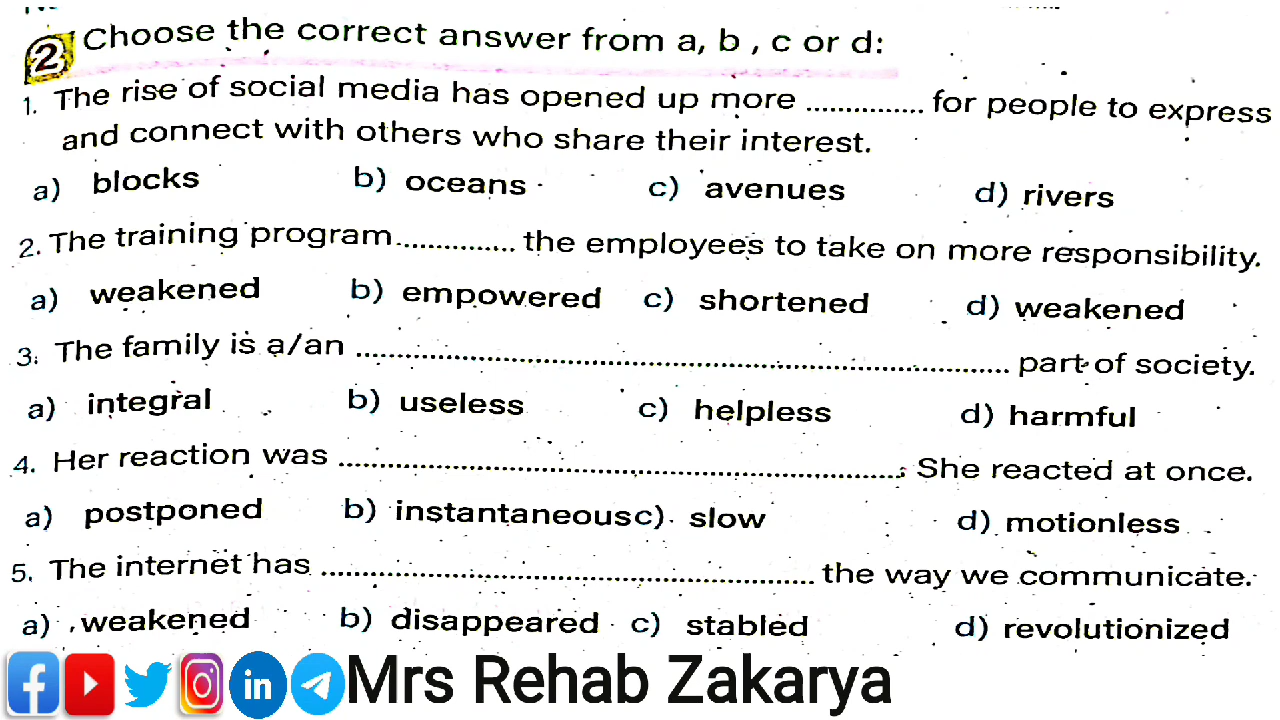 2 Choose the correct answer from a, b , c or d:
1. The rise of social media has opened up more .............. for people to express
and connect with others who share their interest.
a) blocks b) oceans c) avenues d) rivers
2. The training program.............. the employees to take on more responsibility.
a) weakened b) empowered c) shortened d) weakened
3. The family is a/an .............................................................................. part of society.
a) integral b) useless c) helpless d) harmful
4. Her reaction was .................................................................... She reacted at once.
a) postponed b) instantaneous c) slow d) motionless
5. The internet has ........................................................... the way we communicate.
a) weakened b) disappeared c) stabled d) revolutionized
Mrs Rehab Zakarya